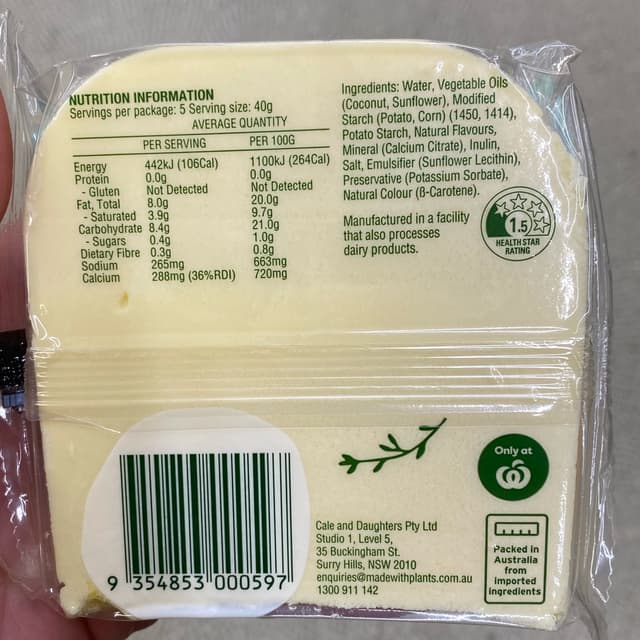 NUTRITION INFORMATION
Servings per package: 5 Serving size: 40g
AVERAGE QUANTITY
PER SERVING PER 100G
Energy 442kJ (106Cal) 1100kJ (264Cal)
Protein 0.0g 0.0g
- Gluten Not Detected Not Detected
Fat, Total 8.0g 20.0g
- Saturated 3.9g 9.7g
Carbohydrate 8.4g 21.0g
- Sugars 0.4g 1.0g
Dietary Fibre 0.3g 0.8g
Sodium 265mg 663mg
Calcium 288mg (36%RDI) 720mg
Ingredients: Water, Vegetable Oils
(Coconut, Sunflower), Modified
Starch (Potato, Corn) (1450, 1414),
Potato Starch, Natural Flavours,
Mineral (Calcium Citrate), Inulin,
Salt, Emulsifier (Sunflower Lecithin),
Preservative (Potassium Sorbate),
Natural Colour (ß-Carotene).
Manufactured in a facility
that also processes
dairy products.
1.5
HEALTH STAR
RATING
9 354853 000597
Cale and Daughters Pty Ltd
Studio 1, Level 5,
35 Buckingham St.
Surry Hills, NSW 2010
enquiries@madewithplants.com.au
1300 911 142
Only at
Packed in
Australia
from
imported
ingredients